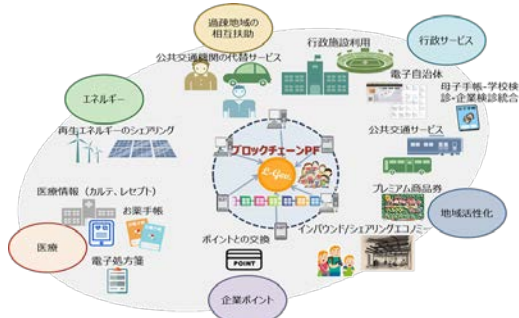 過疎地域の
相互扶助
公共交通機関の代替サービス
行政施設利用
行政サービス
電子自治体
母子手帳-学校検
診-企業検診統合
エネルギー
再生エネルギーのシェアリング
公共交通サービス
ブロックチェーンPF
プレミアム商品券
地域活性化
医療情報（カルテ、レセプト）
お薬手帳
医療
電子処方箋
ポイントとの交換
POINT
インバウンド/シェアリングエコノミー
企業ポイント